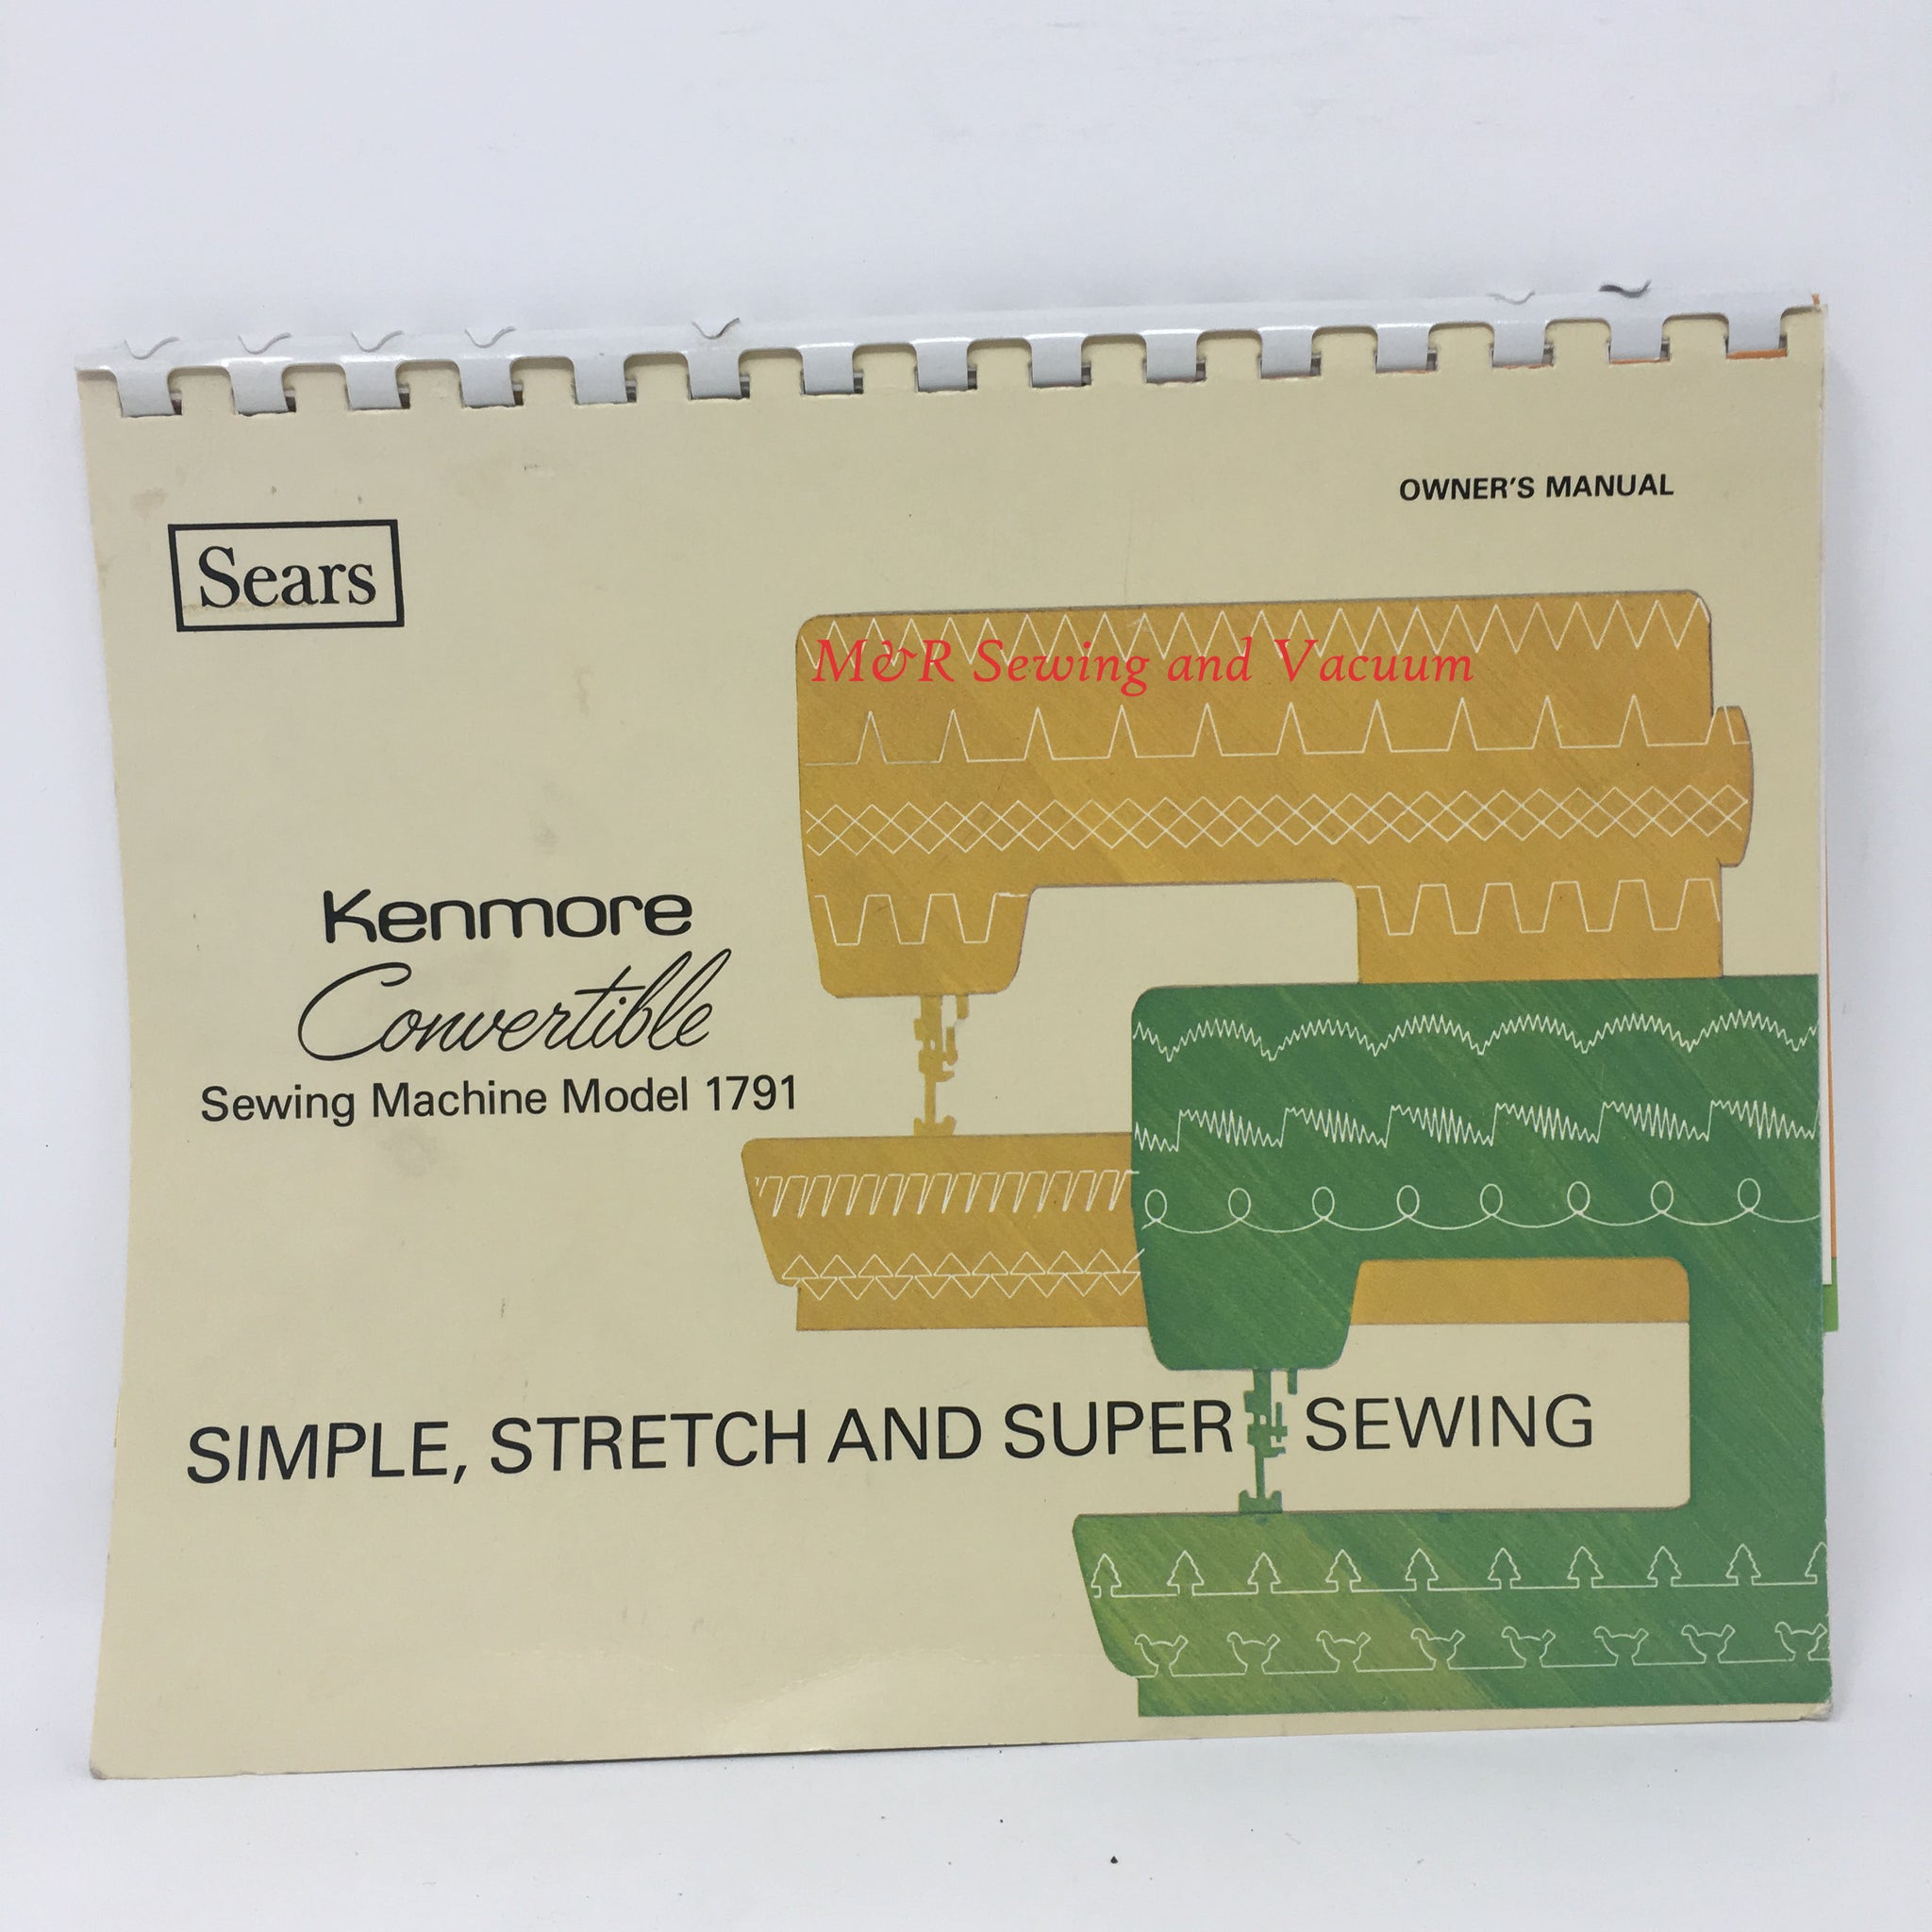 OWNER'S MANUAL
Sears
M&R Sewing and Vacuum
Kenmore
Convertible
Sewing Machine Model 1791
SIMPLE, STRETCH AND SUPER SEWING